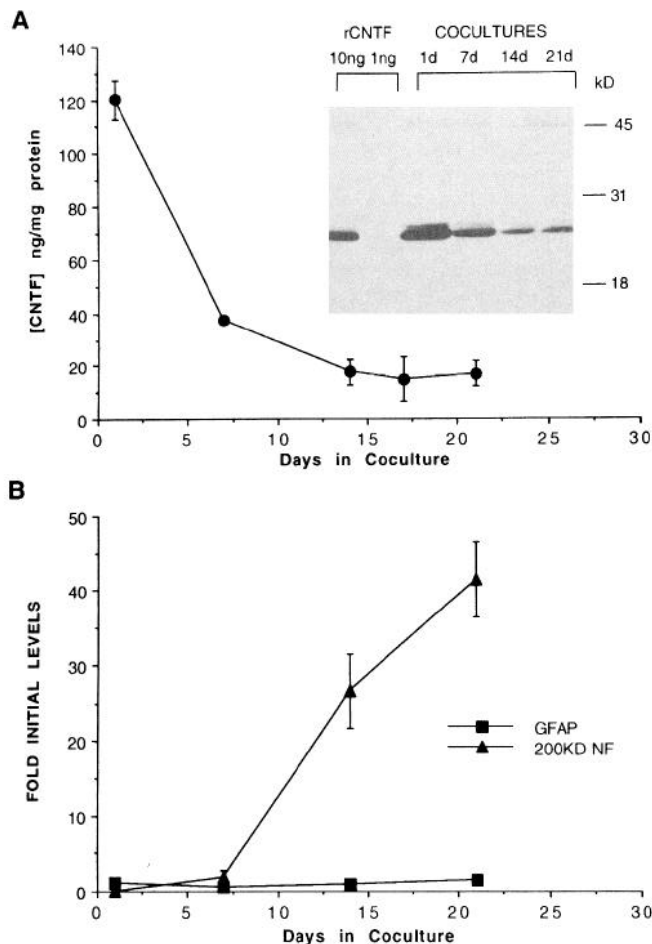 A
rCNTF COCULTURES
10ng 1ng 1d 7d 14d 21d kD
45
31
18
[CNTF] ng/mg protein
140
120
100
80
60
40
20
0
0 5 10 15 20 25 30
Days in Coculture
B
FOLD INITIAL LEVELS
50
40
30
20
10
0
GFAP
200KD NF
0 5 10 15 20 25 30
Days in Coculture